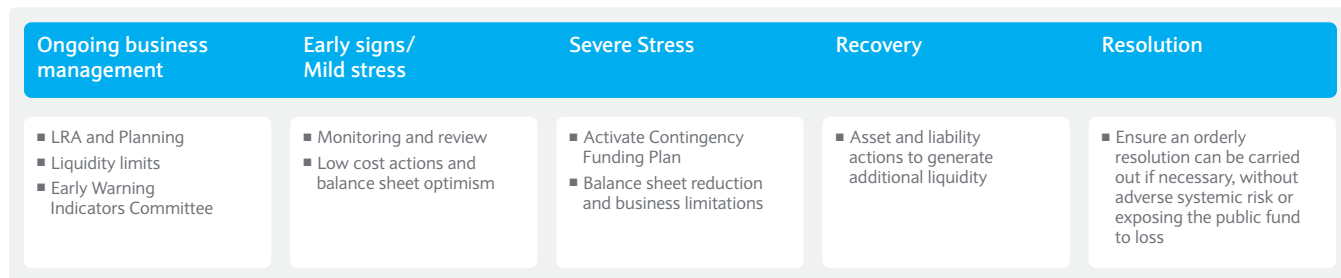 Ongoing business
management
Early signs/
Mild stress
Severe Stress
Recovery
Resolution
▪ LRA and Planning
▪ Liquidity limits
▪ Early Warning
Indicators Committee
▪ Monitoring and review
▪ Low cost actions and
balance sheet optimism
▪ Activate Contingency
Funding Plan
▪ Balance sheet reduction
and business limitations
▪ Asset and liability
actions to generate
additional liquidity
▪ Ensure an orderly
resolution can be carried
out if necessary, without
adverse systemic risk or
exposing the public fund
to loss